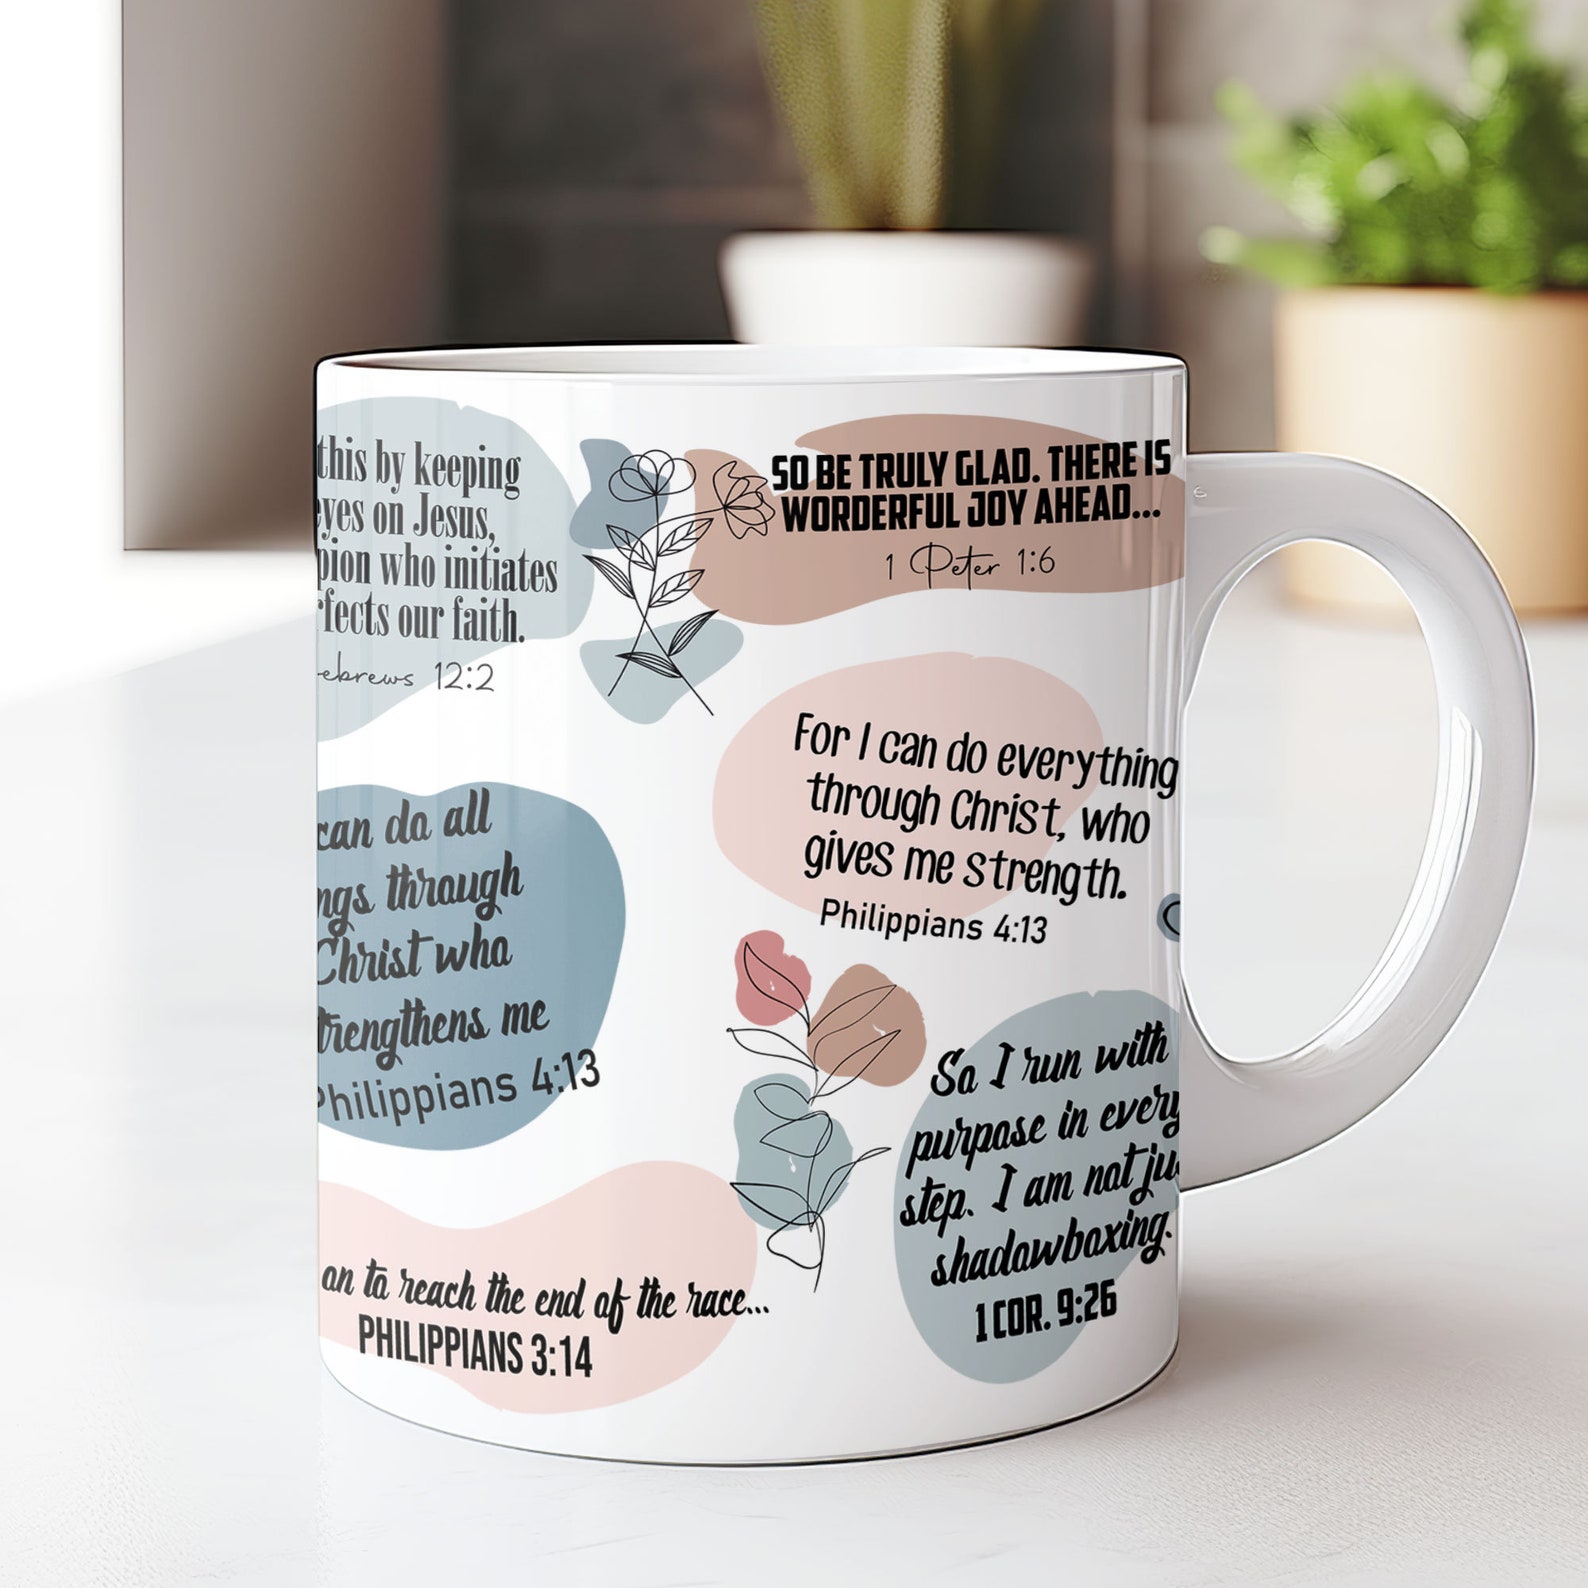 this by keeping
eyes on Jesus,
pion who initiates
rfects our faith.
ebrews 12:2
SO BE TRULY GLAD. THERE IS
WORDERFUL JOY AHEAD...
1 Peter 1:6
For I can do everything
through Christ, who
gives me strength.
Philippians 4:13
can do all
ngs through
Christ who
trengthens me
Philippians 4:13
So I run with
purpose in every
step. I am not ju
shadowboxing.
1 COR. 9:26
on to reach the end of the race...
PHILIPPIANS 3:14